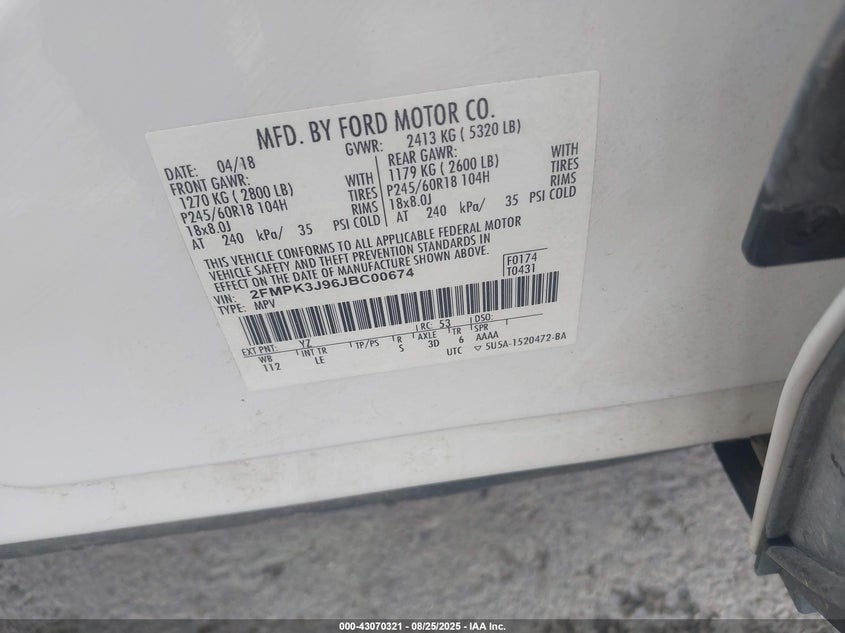 MFD. BY FORD MOTOR CO.
DATE: 04/18 GVWR: 2413 KG ( 5320 LB)
FRONT GAWR: REAR GAWR:
1270 KG ( 2800 LB) WITH 1179 KG ( 2600 LB) WITH
P245/60R18 104H TIRES P245/60R18 104H TIRES
18x8.0J RIMS 18x8.0J RIMS
AT 240 kPa/ 35 PSI COLD AT 240 kPa/ 35 PSI COLD
THIS VEHICLE CONFORMS TO ALL APPLICABLE FEDERAL MOTOR
VEHICLE SAFETY AND THEFT PREVENTION STANDARDS IN
EFFECT ON THE DATE OF MANUFACTURE SHOWN ABOVE.
VIN: 2FMPK3J96JBC00674 F0174
TYPE: MPV T0431
EXT PNT: YZ RC: 53 DSO:
WB INT TR TP/PS R AXLE TR SPR
112 LE S 3D 6 AAAA
UTC ▽ 5U5A-1520472-BA
000-43070321 - 08/25/2025 - IAA Inc.